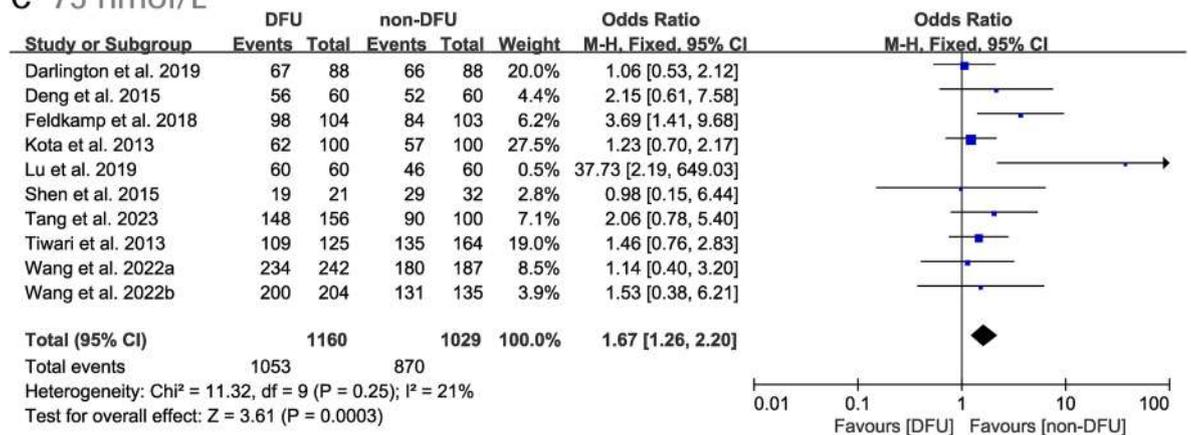 C 75 nmol/L
DFU non-DFU Odds Ratio Odds Ratio
Study or Subgroup Events Total Events Total Weight M-H, Fixed, 95% CI M-H, Fixed, 95% CI
Darlington et al. 2019 67 88 66 88 20.0% 1.06 [0.53, 2.12]
Deng et al. 2015 56 60 52 60 4.4% 2.15 [0.61, 7.58]
Feldkamp et al. 2018 98 104 84 103 6.2% 3.69 [1.41, 9.68]
Kota et al. 2013 62 100 57 100 27.5% 1.23 [0.70, 2.17]
Lu et al. 2019 60 60 46 60 0.5% 37.73 [2.19, 649.03]
Shen et al. 2015 19 21 29 32 2.8% 0.98 [0.15, 6.44]
Tang et al. 2023 148 156 90 100 7.1% 2.06 [0.78, 5.40]
Tiwari et al. 2013 109 125 135 164 19.0% 1.46 [0.76, 2.83]
Wang et al. 2022a 234 242 180 187 8.5% 1.14 [0.40, 3.20]
Wang et al. 2022b 200 204 131 135 3.9% 1.53 [0.38, 6.21]
Total (95% CI) 1160 1029 100.0% 1.67 [1.26, 2.20]
Total events 1053 870
Heterogeneity: Chi² = 11.32, df = 9 (P = 0.25); I² = 21%
Test for overall effect: Z = 3.61 (P = 0.0003)
0.01 0.1 1 10 100
Favours [DFU] Favours [non-DFU]